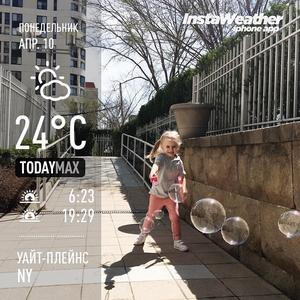 ПОНЕДЕЛЬНИК
АПР. 10
InstaWeather
iphone app
24°C
TODAYMAX
6:23
19:29
УАЙТ-ПЛЕЙНС
NY